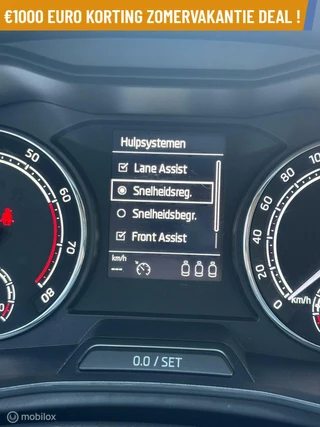 €1000 EURO KORTING ZOMERVAKANTIE DEAL !
Hulpsystemen
Lane Assist
Snelheidsreg.
Snelheidsbegr.
Front Assist
km/h
---
50
60
70
80
100
80
60
40
20
0
km/h
0.0 / SET
mobilox